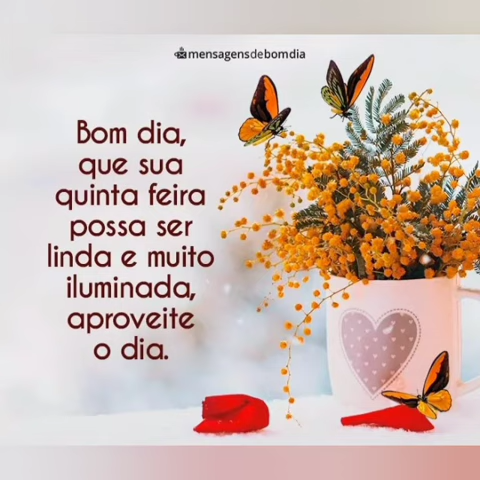 mensagensdebomdia
Bom dia,
que sua
quinta feira
possa ser
linda e muito
iluminada,
aproveite
o dia.